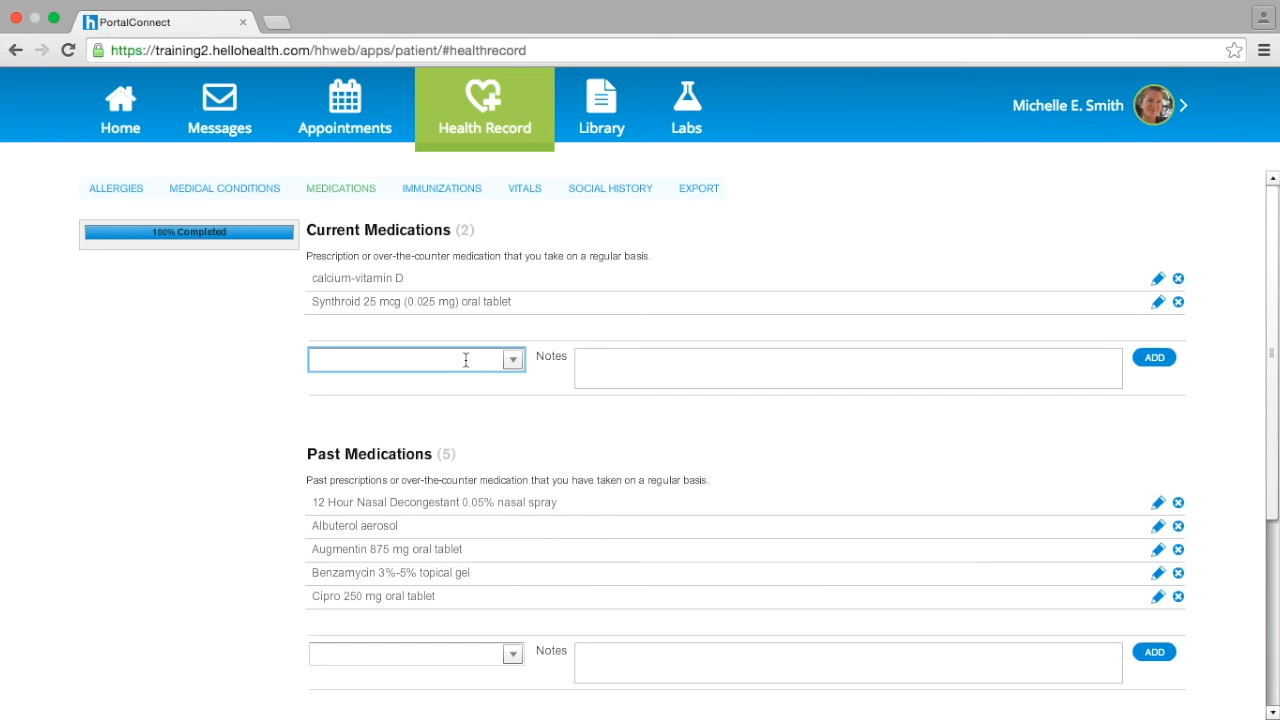 PortalConnect
https://training2.hellohealth.com/hhweb/apps/patient/#healthrecord
Home Messages Appointments Health Record Library Labs Michelle E. Smith
ALLERGIES MEDICAL CONDITIONS MEDICATIONS IMMUNIZATIONS VITALS SOCIAL HISTORY EXPORT
100% Completed
Current Medications (2)
Prescription or over-the-counter medication that you take on a regular basis.
calcium-vitamin D
Synthroid 25 mcg (0.025 mg) oral tablet
Notes ADD
Past Medications (5)
Past prescriptions or over-the-counter medication that you have taken on a regular basis.
12 Hour Nasal Decongestant 0.05% nasal spray
Albuterol aerosol
Augmentin 875 mg oral tablet
Benzamycin 3%-5% topical gel
Cipro 250 mg oral tablet
Notes ADD